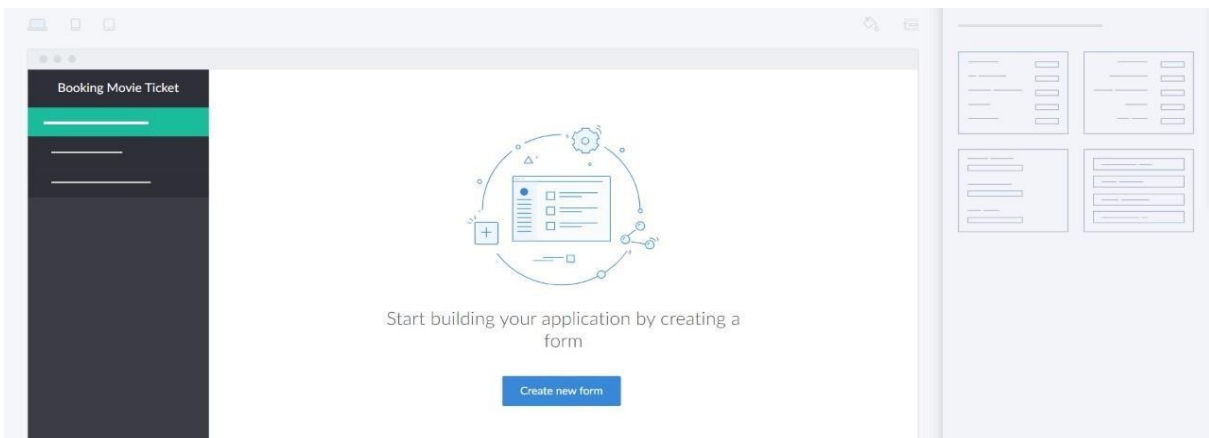 Booking Movie Ticket
Start building your application by creating a
form
Create new form